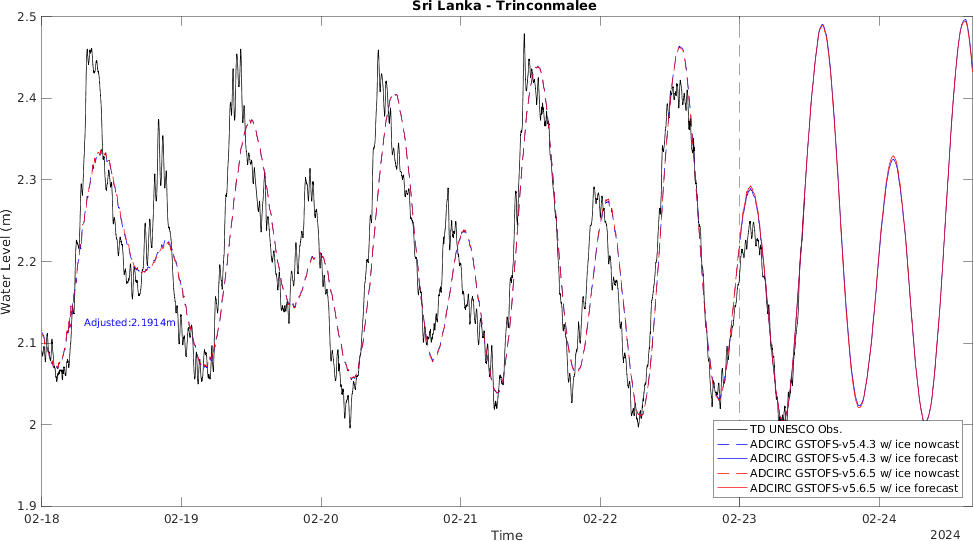 Sri Lanka - Trinconmalee
2.5
2.4
2.3
2.2
2.1
2
1.9
Water Level (m)
Adjusted:2.1914m
TD UNESCO Obs.
ADCIRC GSTOFS-v5.4.3 w/ ice nowcast
ADCIRC GSTOFS-v5.4.3 w/ ice forecast
ADCIRC GSTOFS-v5.6.5 w/ ice nowcast
ADCIRC GSTOFS-v5.6.5 w/ ice forecast
02-18 02-19 02-20 02-21 02-22 02-23 02-24
Time
2024